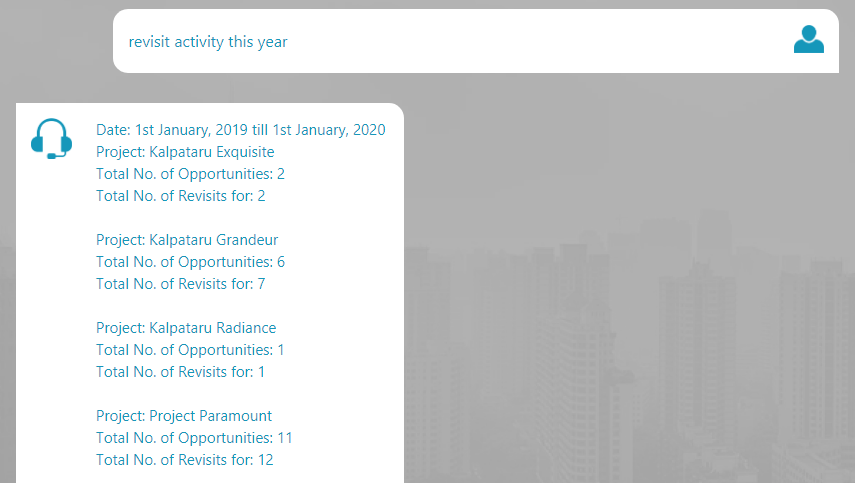 revisit activity this year
Date: 1st January, 2019 till 1st January, 2020
Project: Kalpataru Exquisite
Total No. of Opportunities: 2
Total No. of Revisits for: 2
Project: Kalpataru Grandeur
Total No. of Opportunities: 6
Total No. of Revisits for: 7
Project: Kalpataru Radiance
Total No. of Opportunities: 1
Total No. of Revisits for: 1
Project: Project Paramount
Total No. of Opportunities: 11
Total No. of Revisits for: 12